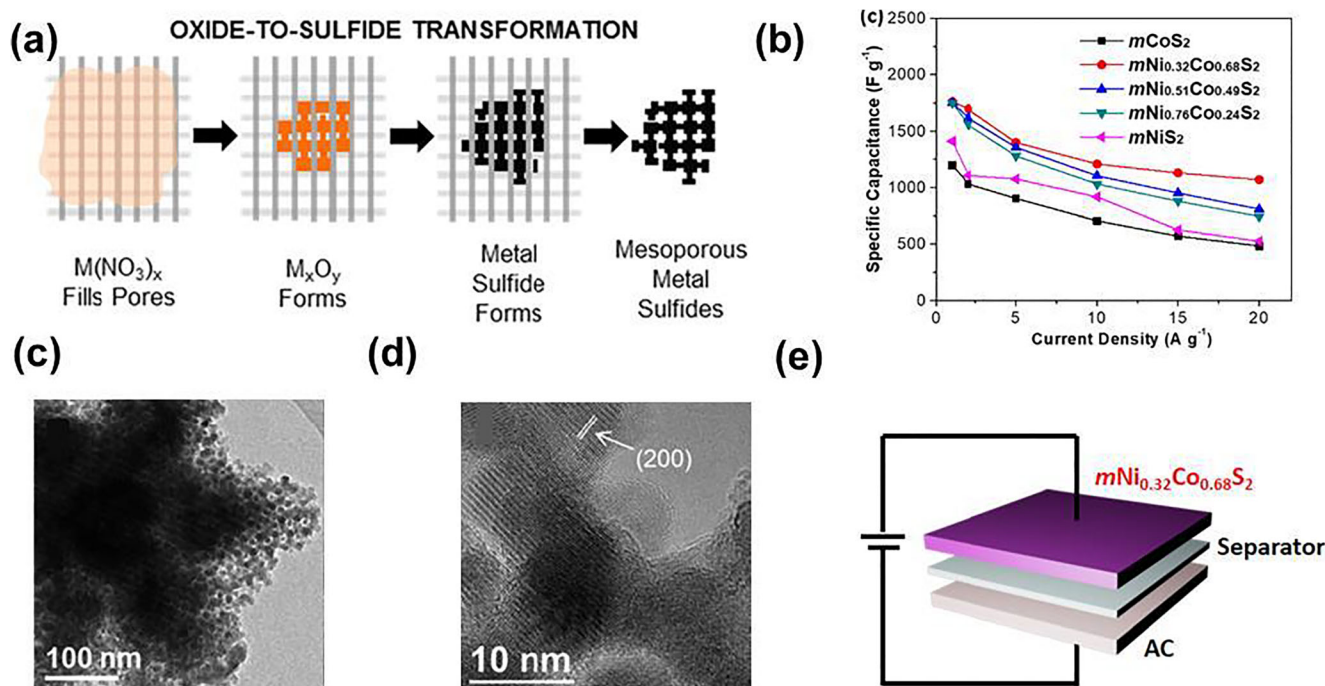 (a)
OXIDE-TO-SULFIDE TRANSFORMATION
M(NO₃)ₓ
Fills Pores
MₓOᵧ
Forms
Metal
Sulfide
Forms
Mesoporous
Metal
Sulfides
(b)
(c)
mCoS₂
mNi₀.₃₂Co₀.₆₈S₂
mNi₀.₅₁Co₀.₄₉S₂
mNi₀.₇₆Co₀.₂₄S₂
mNiS₂
Specific Capacitance (F g⁻¹)
2500
2000
1500
1000
500
0
0
5
10
15
20
Current Density (A g⁻¹)
(c)
100 nm
(d)
(200)
10 nm
(e)
mNi₀.₃₂Co₀.₆₈S₂
Separator
AC